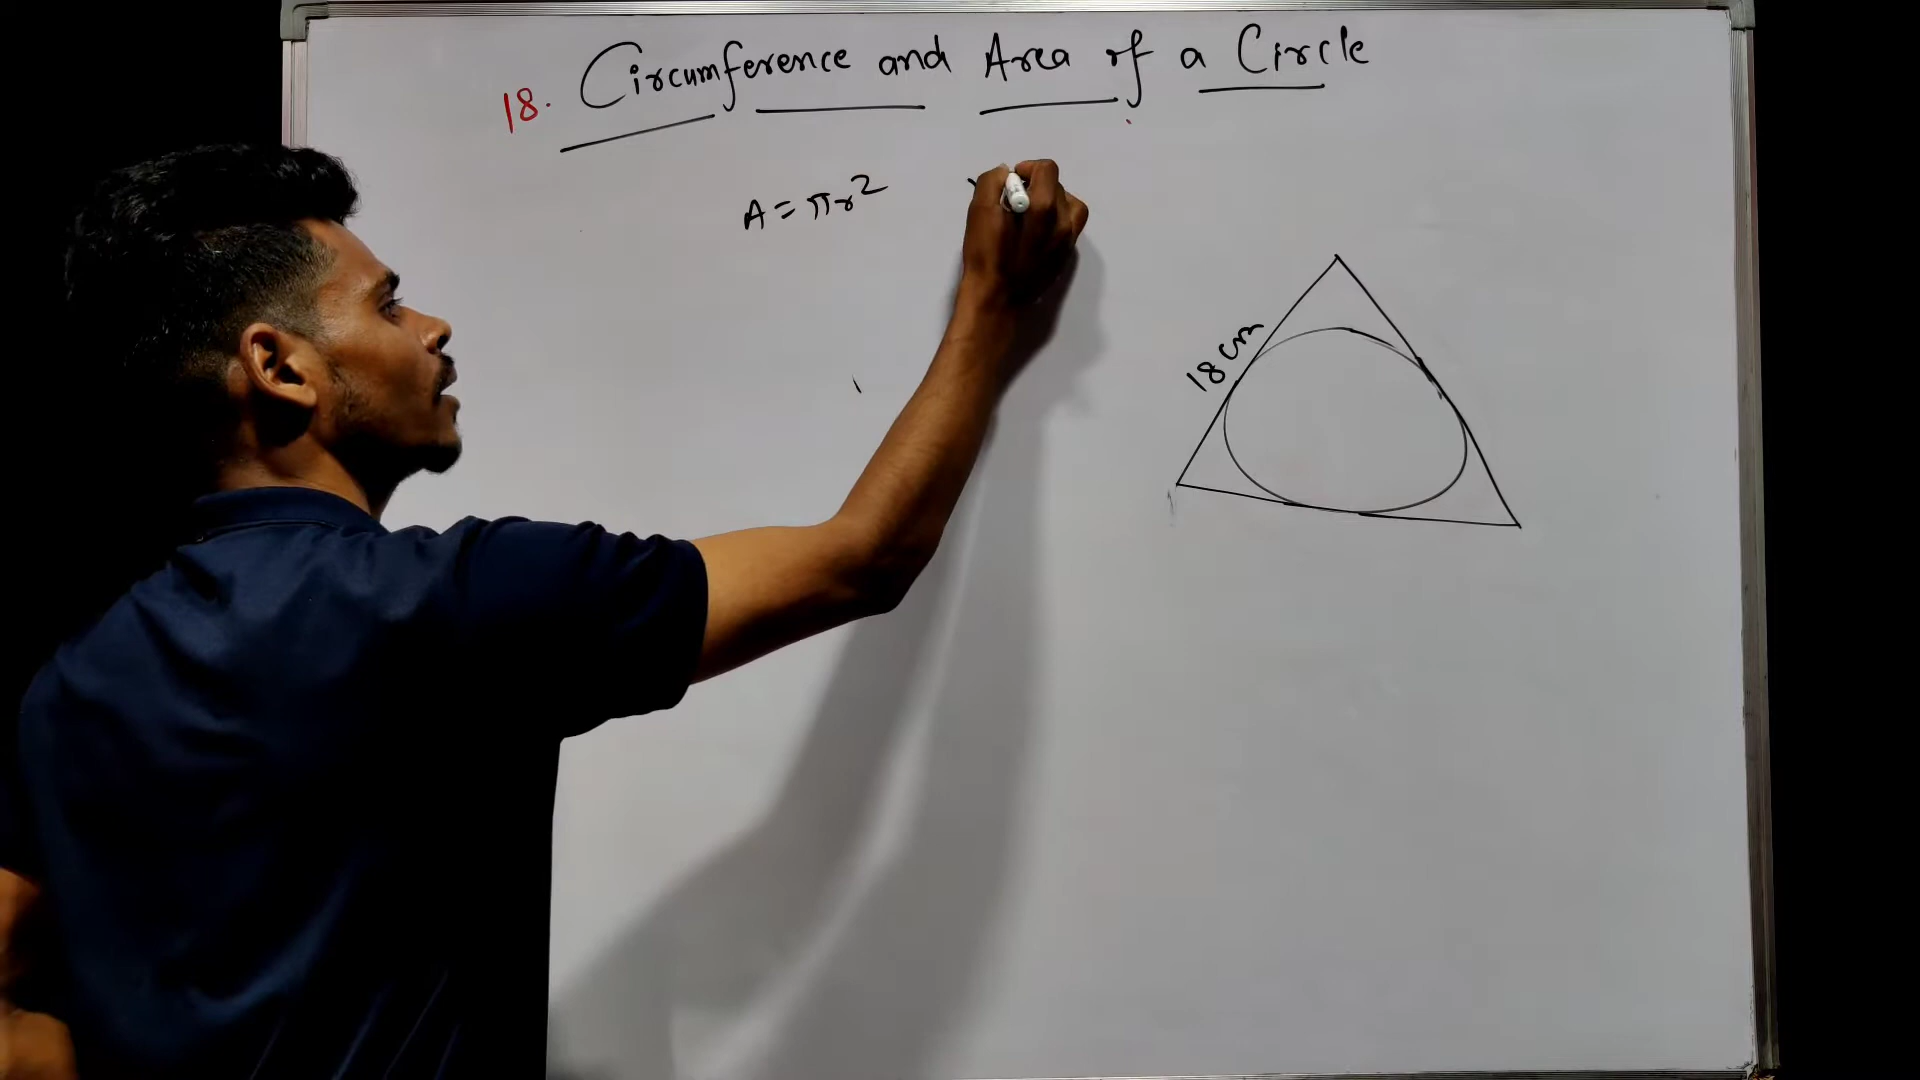 18. Circumference and Area of a Circle
A = πr²
18 cm